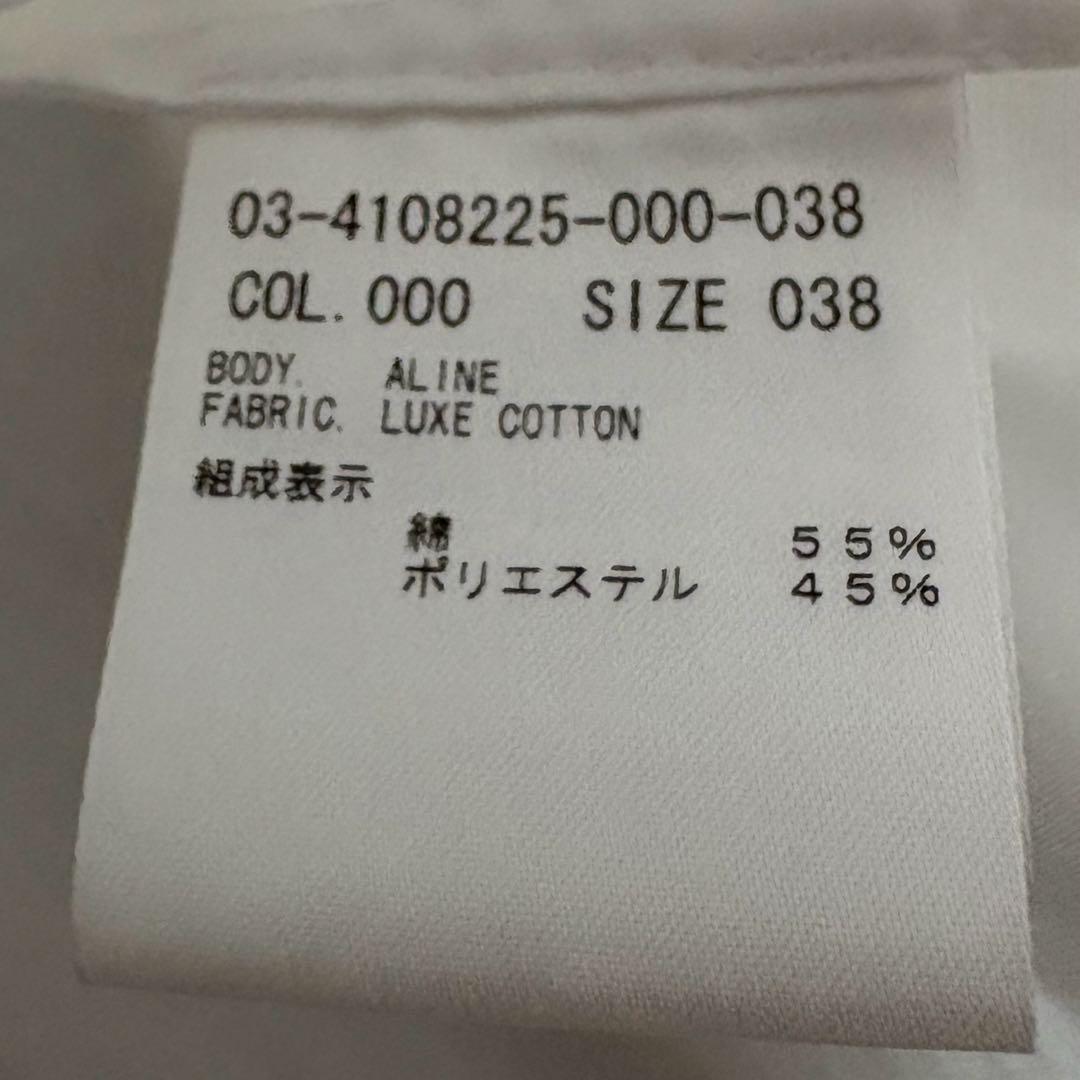 03-4108225-000-038
COL. 000 SIZE 038
BODY. ALINE
FABRIC. LUXE COTTON
組成表示
綿 55%
ポリエステル 45%